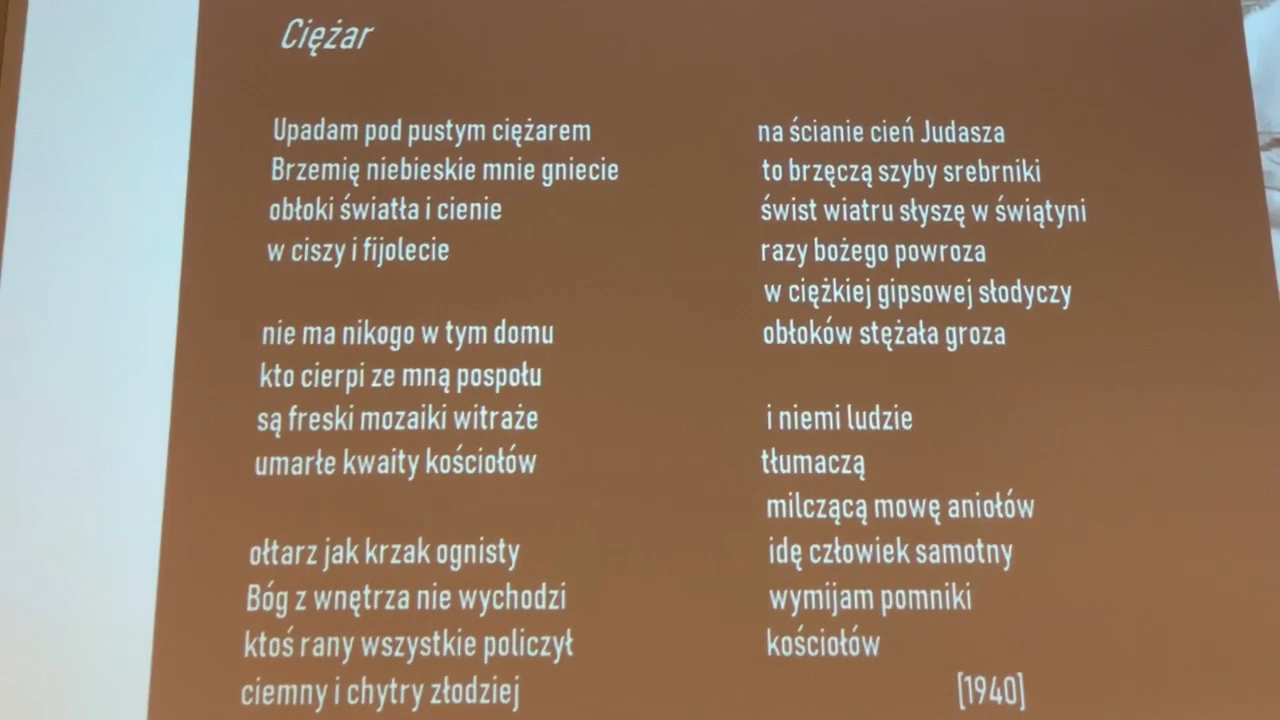 Ciężar
Upadam pod pustym ciężarem
Brzemię niebieskie mnie gniecie
obłoki światła i cienie
w ciszy i fijolecie
nie ma nikogo w tym domu
kto cierpi ze mną pospołu
są freski mozaiki witraże
umarłe kwaity kościołów
ołtarz jak krzak ognisty
Bóg z wnętrza nie wychodzi
ktoś rany wszystkie policzył
ciemny i chytry złodziej
na ścianie cień Judasza
to brzęczą szyby srebrniki
świst wiatru słyszę w świątyni
razy bożego powroza
w ciężkiej gipsowej słodyczy
obłoków stężała groza
i niemi ludzie
tłumaczą
milczącą mowę aniołów
idę człowiek samotny
wymijam pomniki
kościołów
[1940]